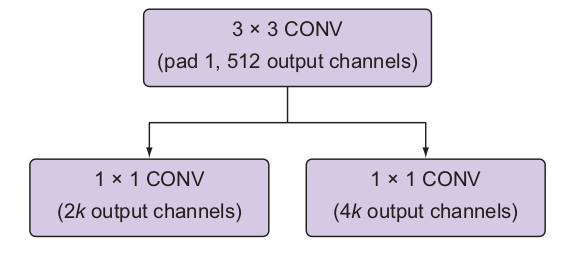 3 × 3 CONV
(pad 1, 512 output channels)
1 × 1 CONV
(2k output channels)
1 × 1 CONV
(4k output channels)